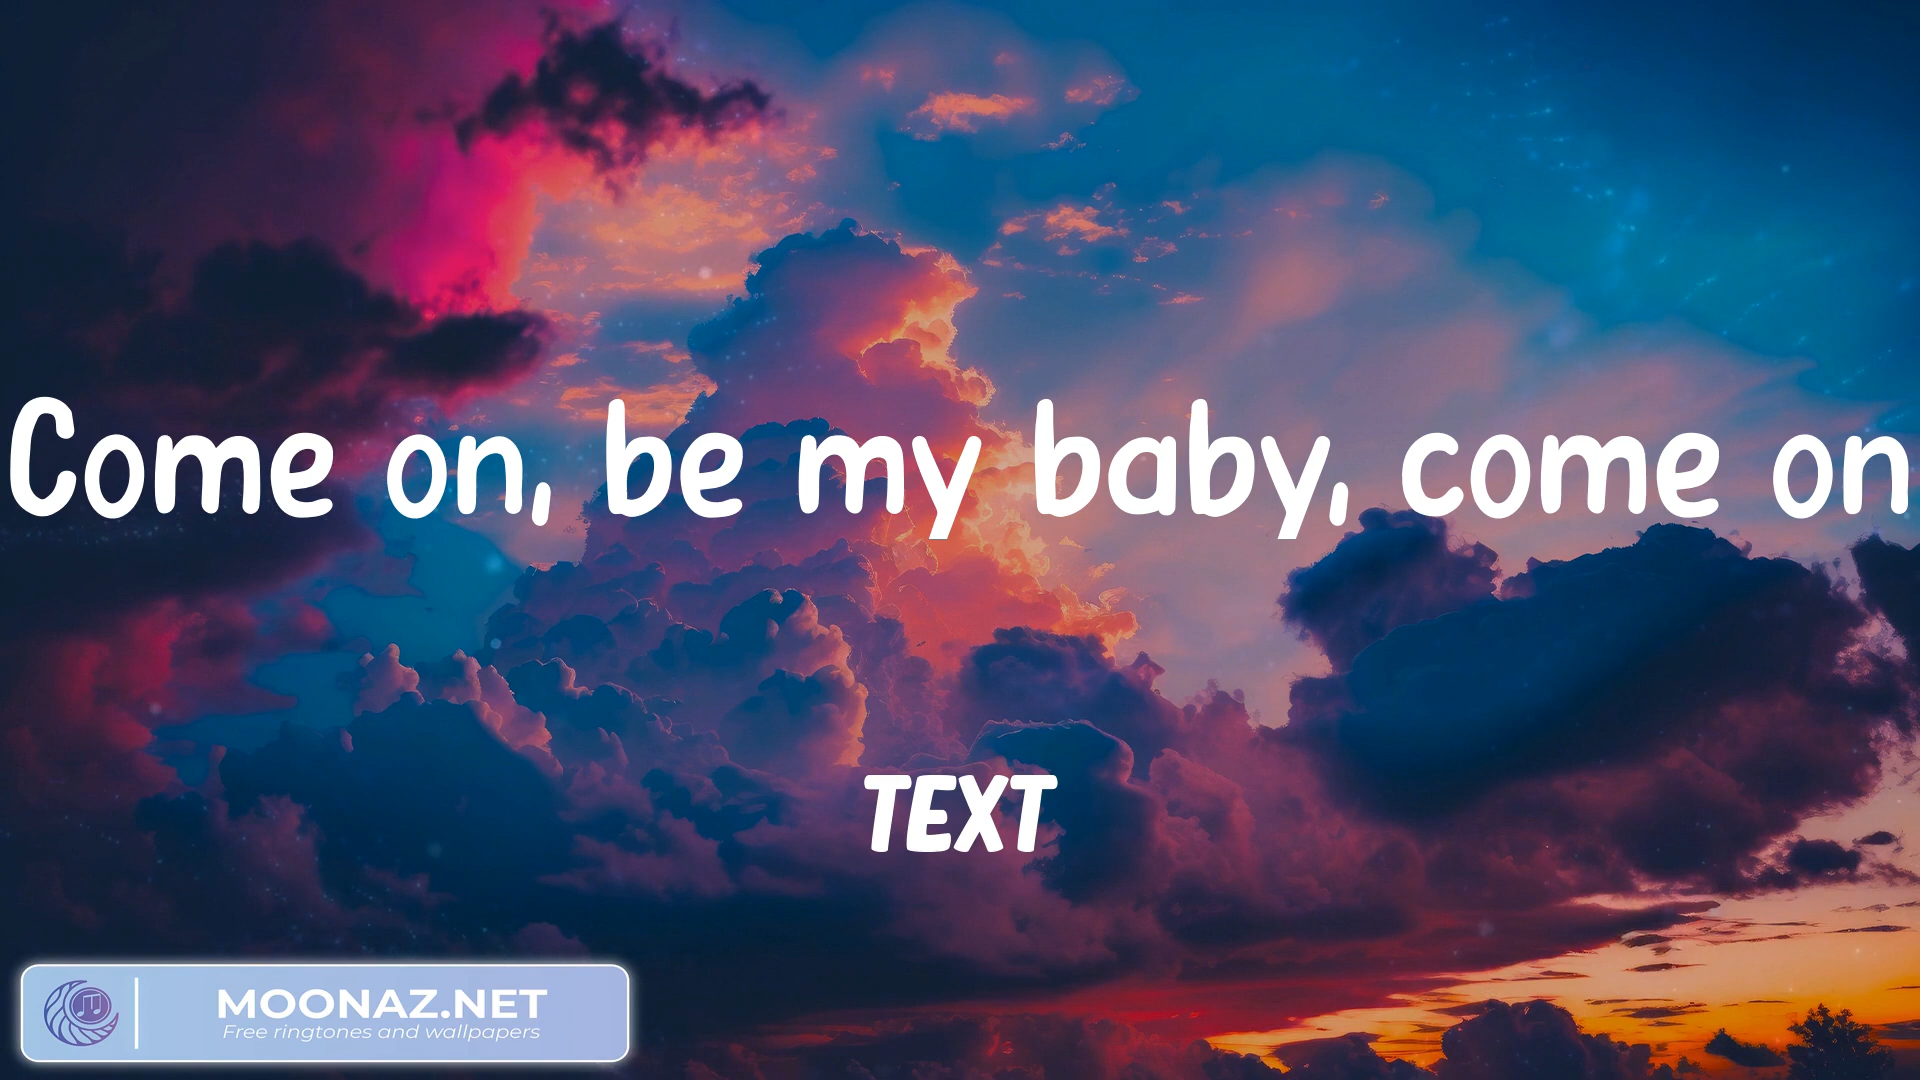 Come on, be my baby, come on
TEXT
MOONAZ.NET
Free ringtones and wallpapers